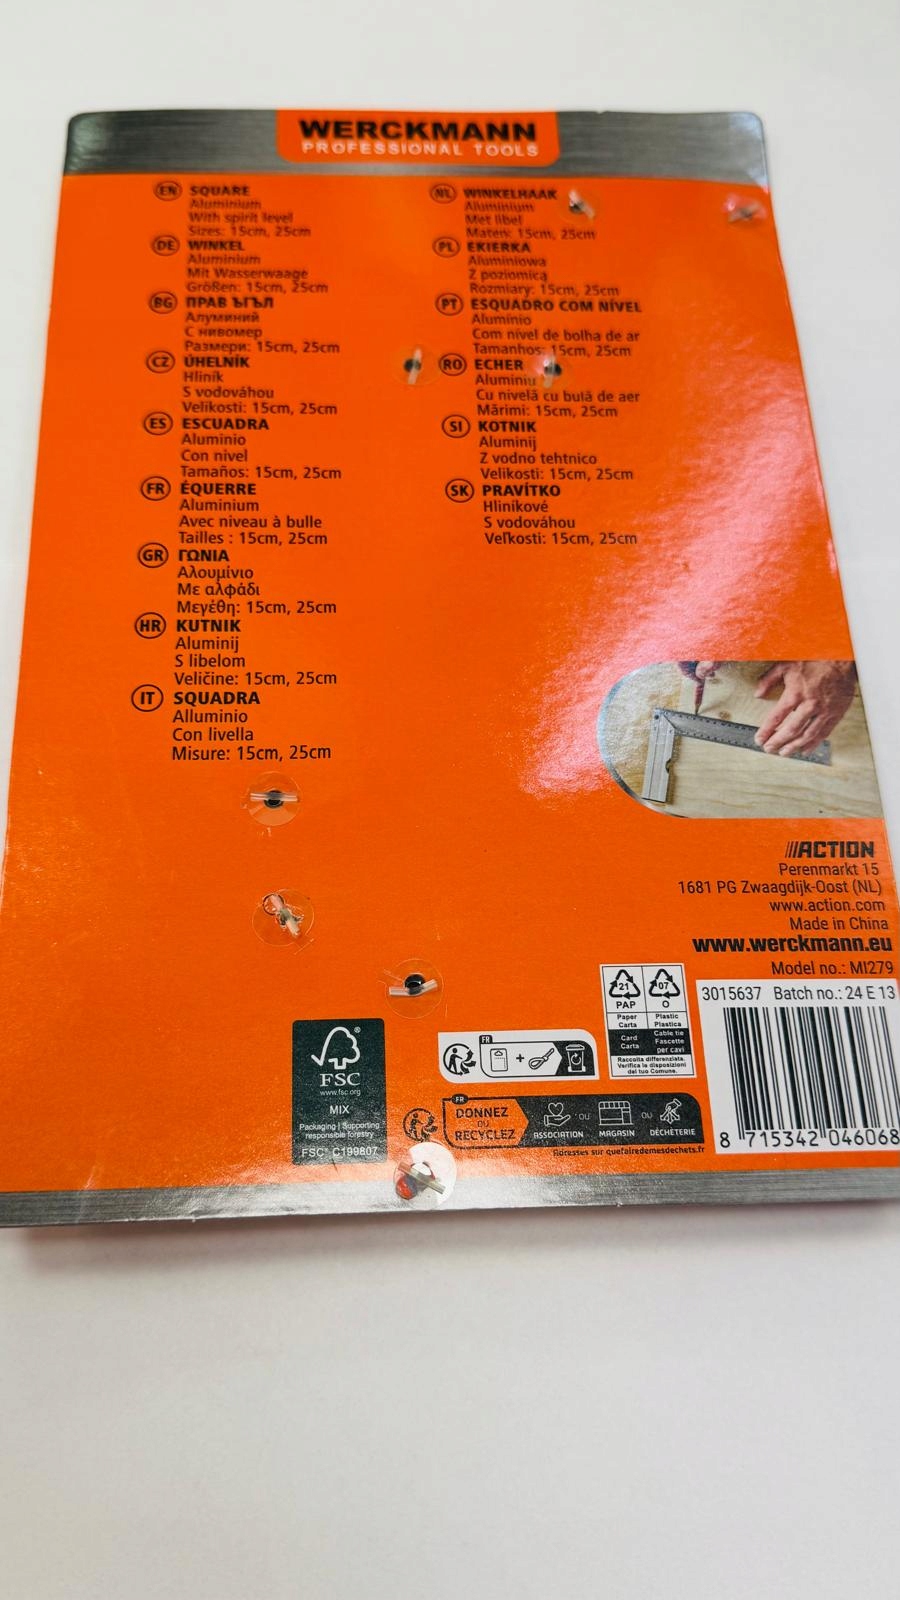 WERCKMANN
PROFESSIONAL TOOLS
EN SQUARE
Aluminium
With spirit level
Sizes: 15cm, 25cm
DE WINKEL
Aluminium
Mit Wasserwaage
Größen: 15cm, 25cm
BG ПРАВ ЪГЪЛ
Алуминий
С нивомер
Размери: 15cm, 25cm
CZ ÚHELNÍK
Hliník
S vodováhou
Velikosti: 15cm, 25cm
ES ESCUADRA
Aluminio
Con nivel
Tamaños: 15cm, 25cm
FR ÉQUERRE
Aluminium
Avec niveau à bulle
Tailles : 15cm, 25cm
GR ΓΩΝΙΑ
Αλουμίνιο
Με αλφάδι
Μεγέθη: 15cm, 25cm
HR KUTNIK
Aluminij
S libelom
Veličine: 15cm, 25cm
IT SQUADRA
Alluminio
Con livella
Misure: 15cm, 25cm
NL WINKELHAAK
Aluminium
Met libel
Maten: 15cm, 25cm
PL EKIERKA
Aluminiowa
Z poziomicą
Rozmiary: 15cm, 25cm
PT ESQUADRO COM NÍVEL
Alumínio
Com nível de bolha de ar
Tamanhos: 15cm, 25cm
RO ECHER
Aluminiu
Cu nivelă cu bulă de aer
Mărimi: 15cm, 25cm
SI KOTNIK
Aluminij
Z vodno tehtnico
Velikosti: 15cm, 25cm
SK PRAVÍTKO
Hliníkové
S vodováhou
Veľkosti: 15cm, 25cm
///ACTION
Perenmarkt 15
1681 PG Zwaagdijk-Oost (NL)
www.action.com
Made in China
www.werckmann.eu
Model no.: MI279
3015637 Batch no.: 24 E 13
8 715342 046068
21
PAP
07
O
Paper
Carta
Plastic
Plastica
Card
Carta
Cable tie
Fascette
per cavi
Raccolta differenziata.
Verifica le disposizioni
del tuo Comune.
FSC®
www.fsc.org
MIX
Packaging | Supporting
responsible forestry
FSC® C199807
FR
+
FR
DONNEZ
OU
RECYCLEZ
ASSOCIATION
OU
MAGASIN
OU
DÉCHÈTERIE
Adresses sur quefairedemesdechets.fr